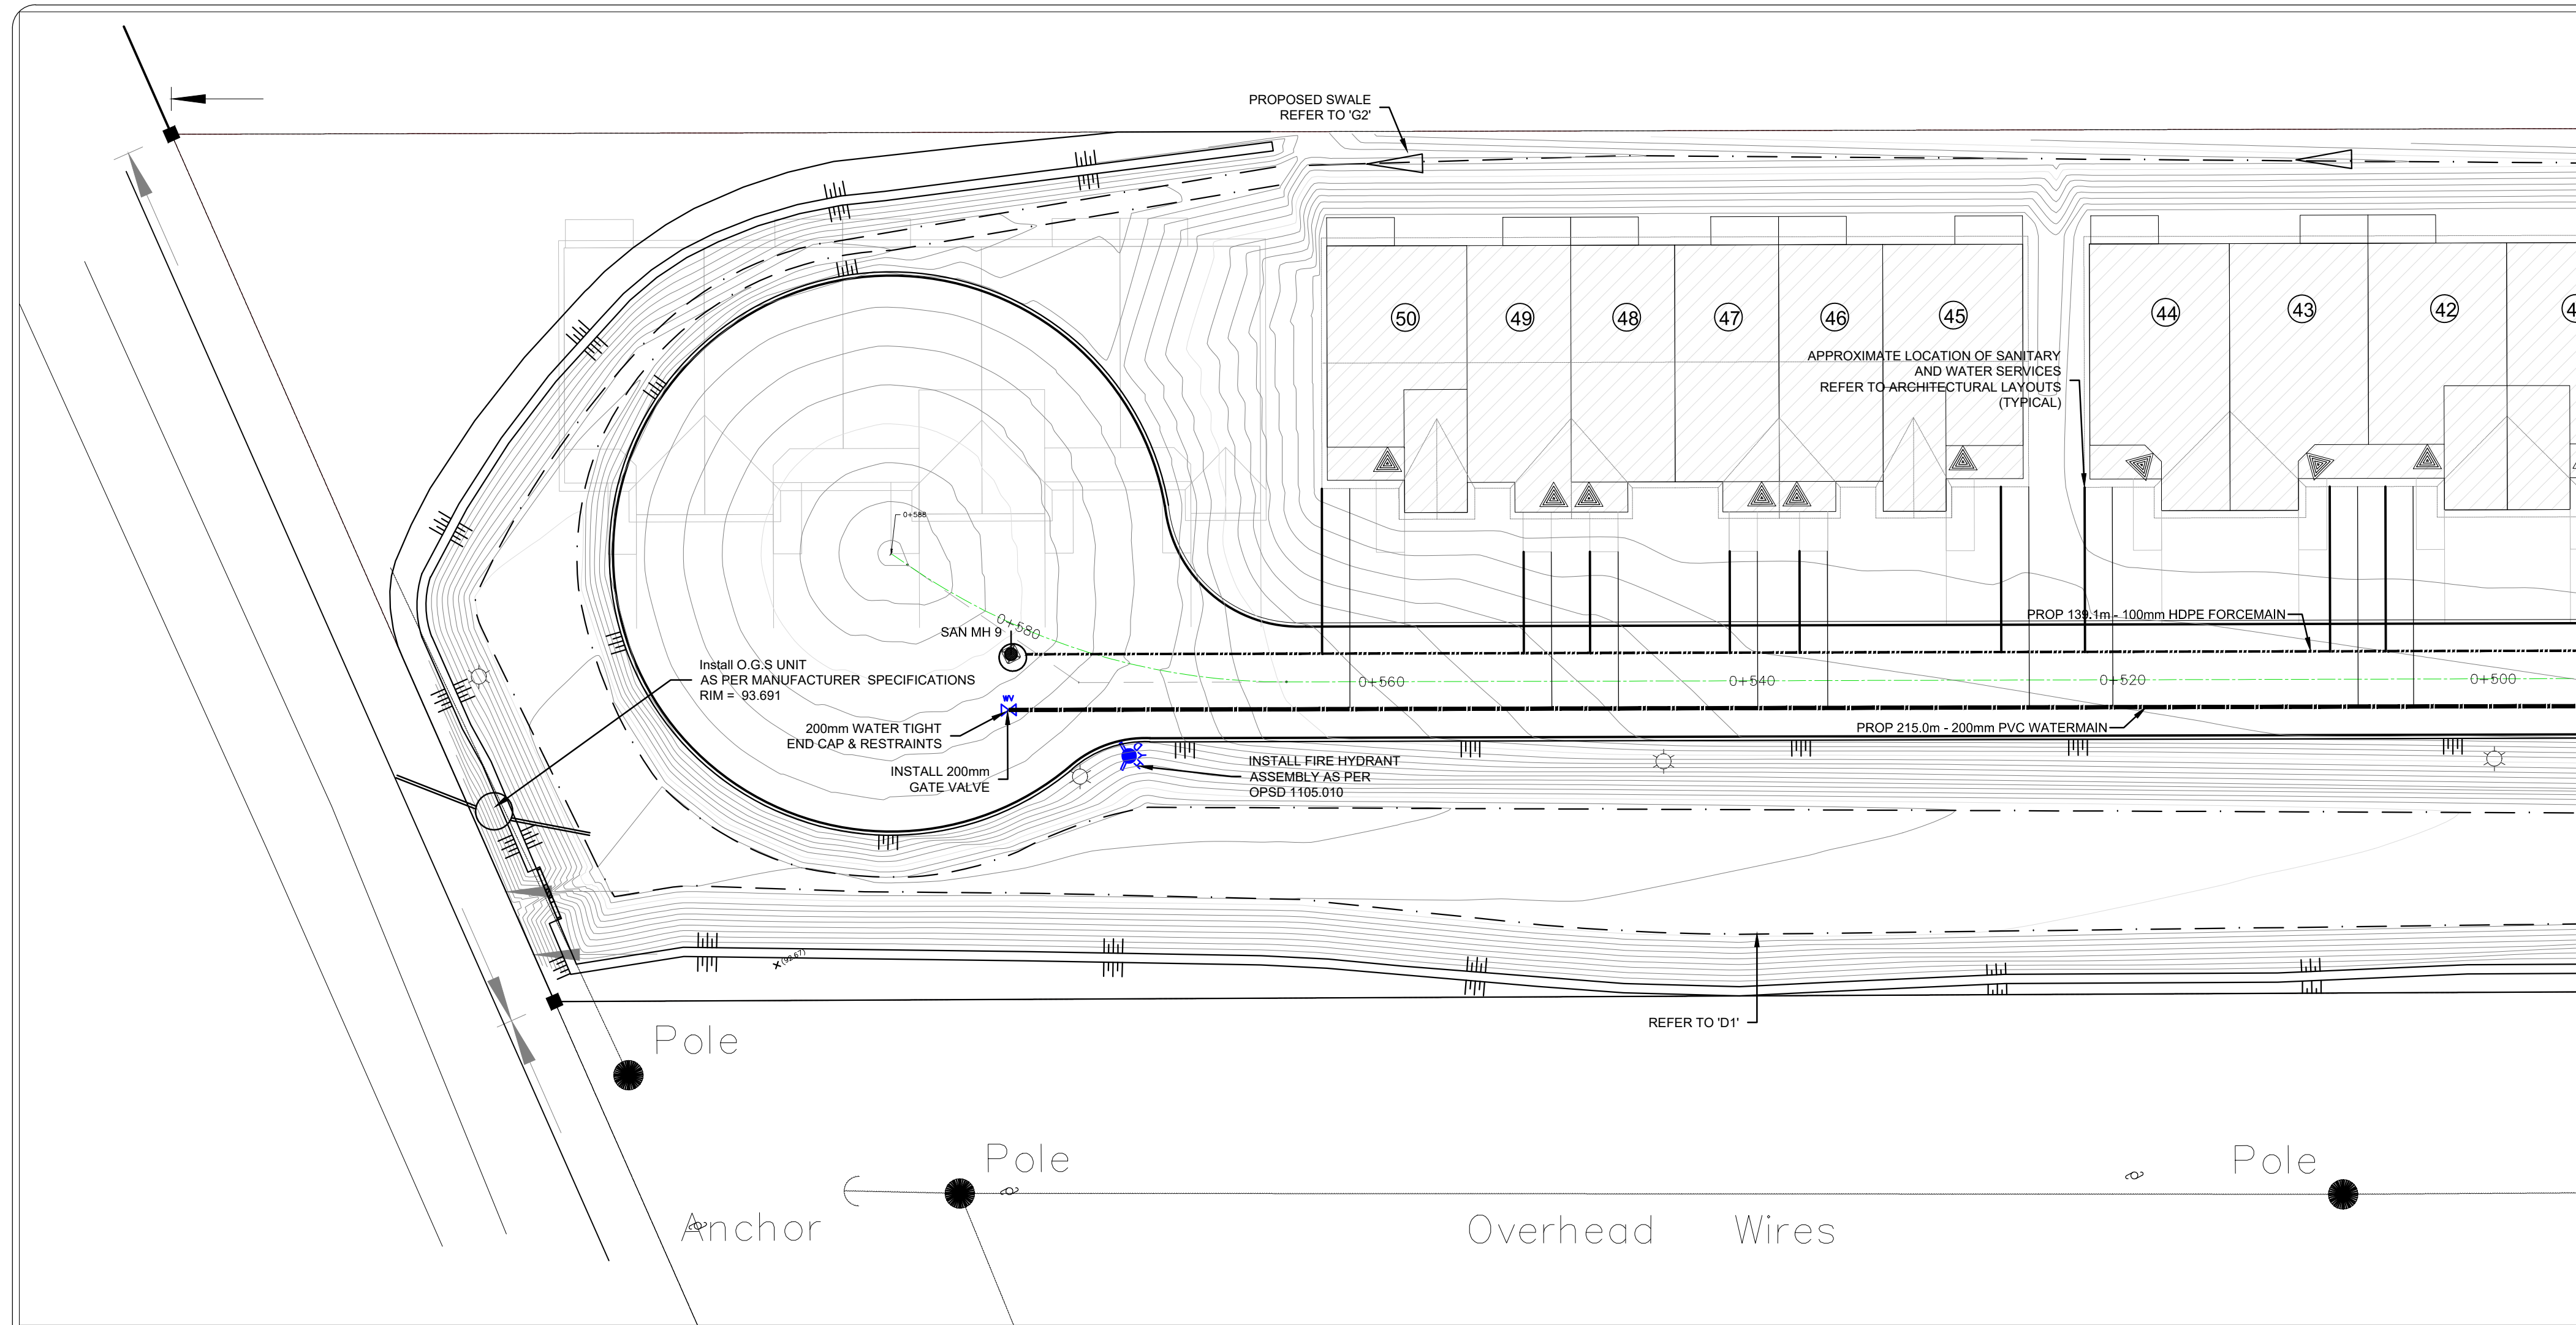 PROPOSED SWALE
REFER TO 'G2'
50
49
48
47
46
45
44
43
42
APPROXIMATE LOCATION OF SANITARY
AND WATER SERVICES
REFER TO ARCHITECTURAL LAYOUTS
(TYPICAL)
0+588
0+580
SAN MH 9
PROP 139.1m - 100mm HDPE FORCEMAIN
Install O.G.S UNIT
AS PER MANUFACTURER SPECIFICATIONS
RIM = 93.691
0+560
0+540
0+520
0+500
WV
200mm WATER TIGHT
END CAP & RESTRAINTS
PROP 215.0m - 200mm PVC WATERMAIN
INSTALL 200mm
GATE VALVE
INSTALL FIRE HYDRANT
ASSEMBLY AS PER
OPSD 1105.010
(92.67)
REFER TO 'D1'
Pole
Pole
Pole
Anchor
Overhead Wires